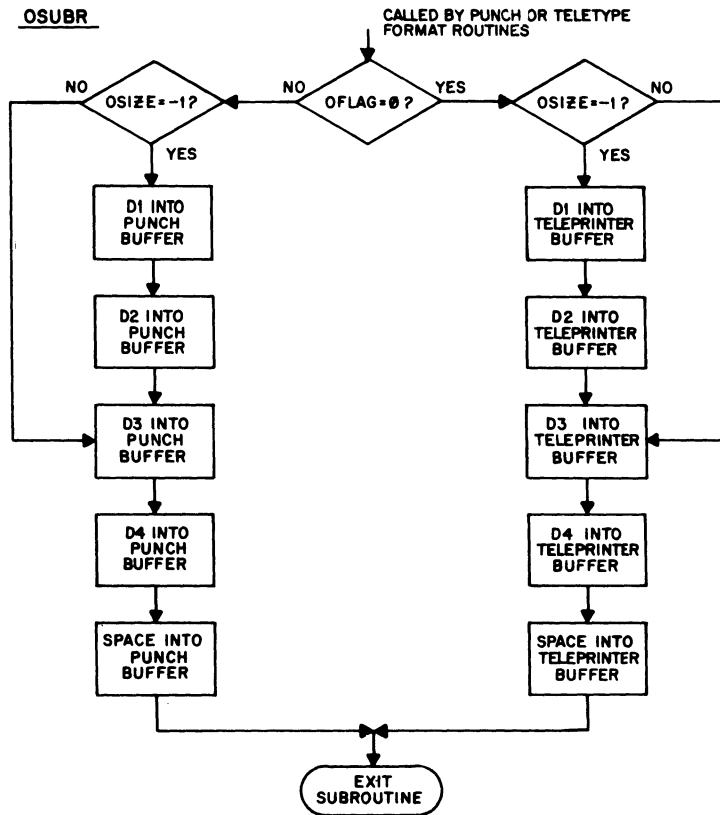 OSUBR
CALLED BY PUNCH OR TELETYPE
FORMAT ROUTINES
NO
OSIZE=-1?
NO
OFLAG=0?
YES
OSIZE=-1?
NO
YES
YES
D1 INTO
PUNCH
BUFFER
D1 INTO
TELEPRINTER
BUFFER
D2 INTO
PUNCH
BUFFER
D2 INTO
TELEPRINTER
BUFFER
D3 INTO
PUNCH
BUFFER
D3 INTO
TELEPRINTER
BUFFER
D4 INTO
PUNCH
BUFFER
D4 INTO
TELEPRINTER
BUFFER
SPACE INTO
PUNCH
BUFFER
SPACE INTO
TELEPRINTER
BUFFER
EXIT
SUBROUTINE